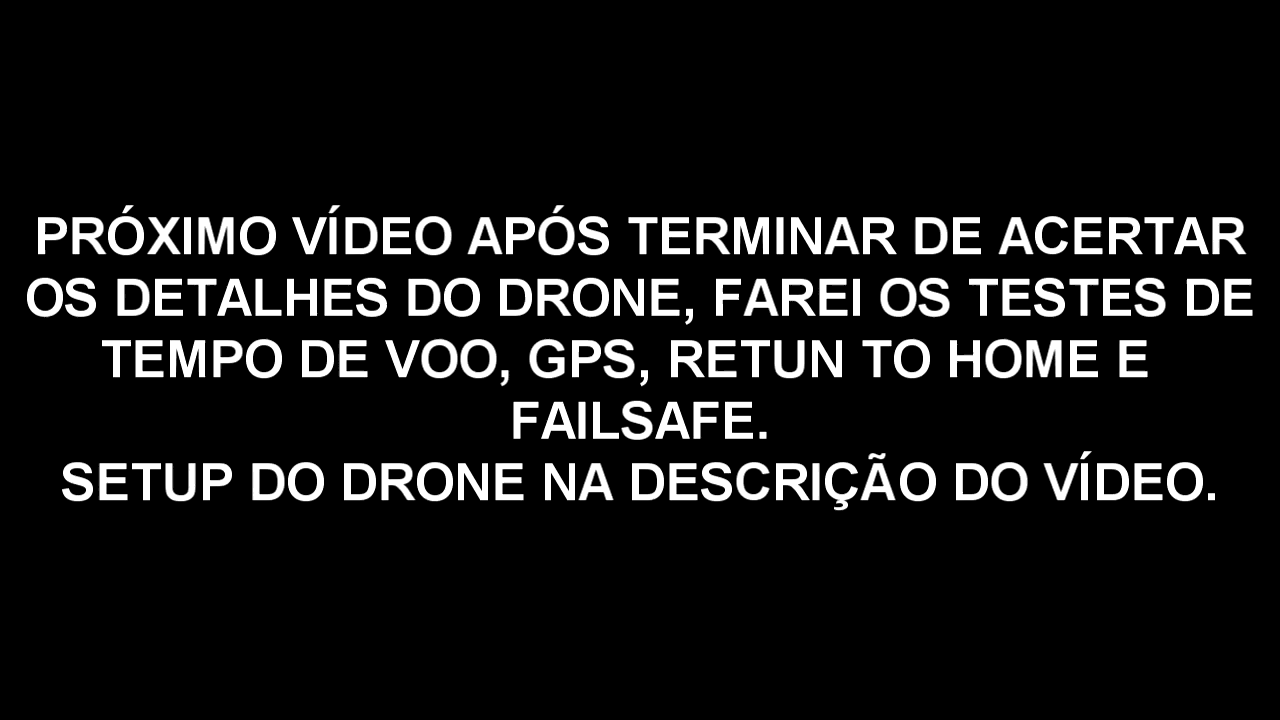 PRÓXIMO VÍDEO APÓS TERMINAR DE ACERTAR
OS DETALHES DO DRONE, FAREI OS TESTES DE
TEMPO DE VOO, GPS, RETUN TO HOME E
FAILSAFE.
SETUP DO DRONE NA DESCRIÇÃO DO VÍDEO.